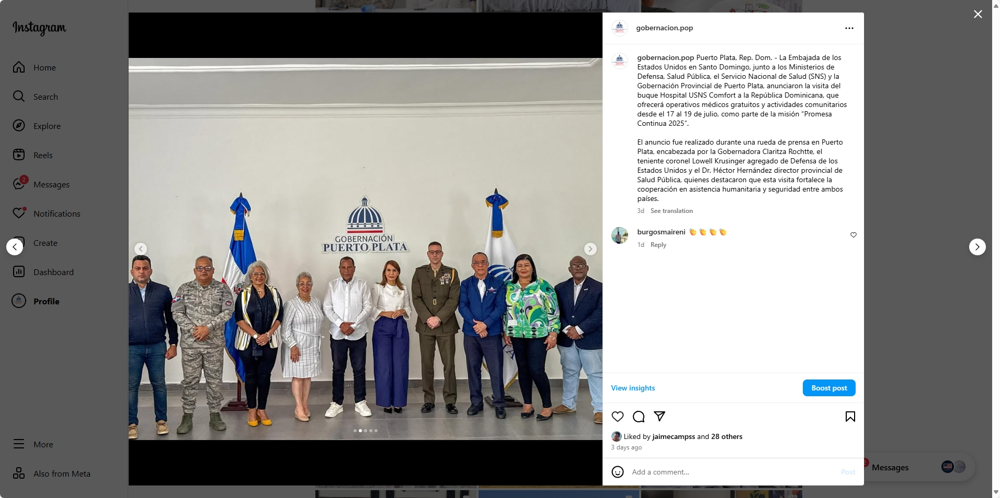 Instagram
Home
Search
Explore
Reels
2
Messages
Notifications
Create
Dashboard
Profile
More
Also from Meta
GOBERNACIÓN
PUERTO PLATA
gobernacion.pop
gobernacion.pop Puerto Plata, Rep. Dom. - La Embajada de los
Estados Unidos en Santo Domingo, junto a los Ministerios de
Defensa, Salud Pública, el Servicio Nacional de Salud (SNS) y la
Gobernación Provincial de Puerto Plata, anunciaron la visita del
buque Hospital USNS Comfort a la República Dominicana, que
ofrecerá operativos médicos gratuitos y actividades comunitarios
desde el 17 al 19 de julio, como parte de la misión “Promesa
Continua 2025”.
El anuncio fue realizado durante una rueda de prensa en Puerto
Plata, encabezada por la Gobernadora Claritza Rochtte, el
teniente coronel Lowell Krusinger agregado de Defensa de los
Estados Unidos y el Dr. Héctor Hernández director provincial de
Salud Pública, quienes destacaron que esta visita fortalece la
cooperación en asistencia humanitaria y seguridad entre ambos
países.
3d See translation
burgosmaireni 👏 👏 👏 👏
1d Reply
View insights
Boost post
Liked by jaimecampss and 28 others
3 days ago
Add a comment...
Post
2
Messages